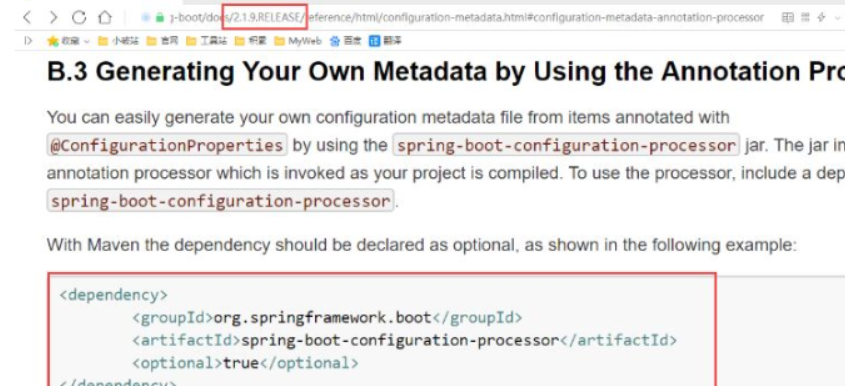 g-boot/docs/2.1.9.RELEASE/reference/html/configuration-metadata.html#configuration-metadata-annotation-processor
收藏 小破站 官网 工具站 积累 MyWeb 百度 翻译
B.3 Generating Your Own Metadata by Using the Annotation Pro
You can easily generate your own configuration metadata file from items annotated with
@ConfigurationProperties by using the spring-boot-configuration-processor jar. The jar in
annotation processor which is invoked as your project is compiled. To use the processor, include a dep
spring-boot-configuration-processor.
With Maven the dependency should be declared as optional, as shown in the following example:
<dependency>
<groupId>org.springframework.boot</groupId>
<artifactId>spring-boot-configuration-processor</artifactId>
<optional>true</optional>
</dependency>